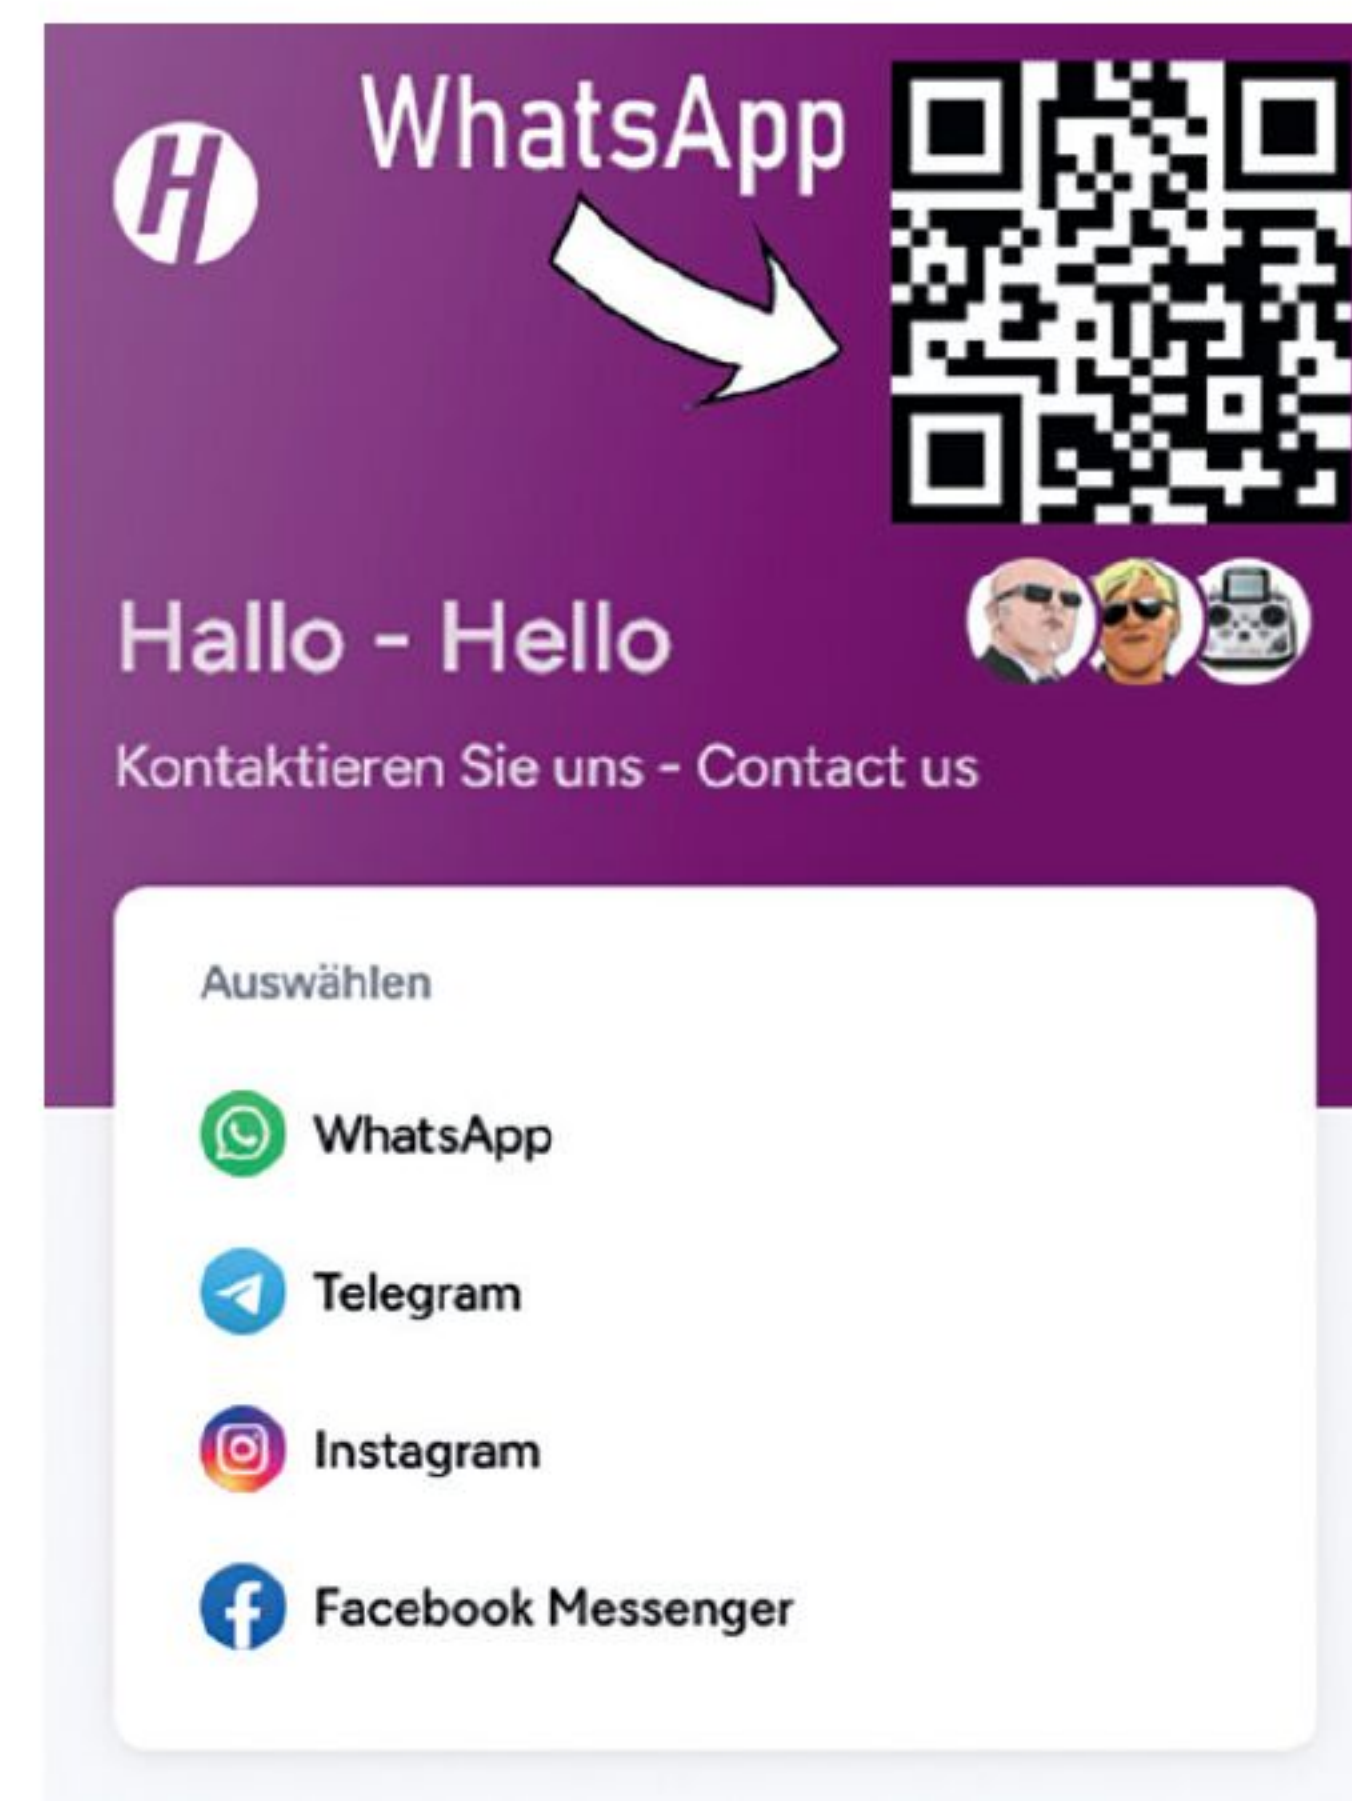 WhatsApp
Hallo - Hello
Kontaktieren Sie uns - Contact us
Auswählen
WhatsApp
Telegram
Instagram
Facebook Messenger